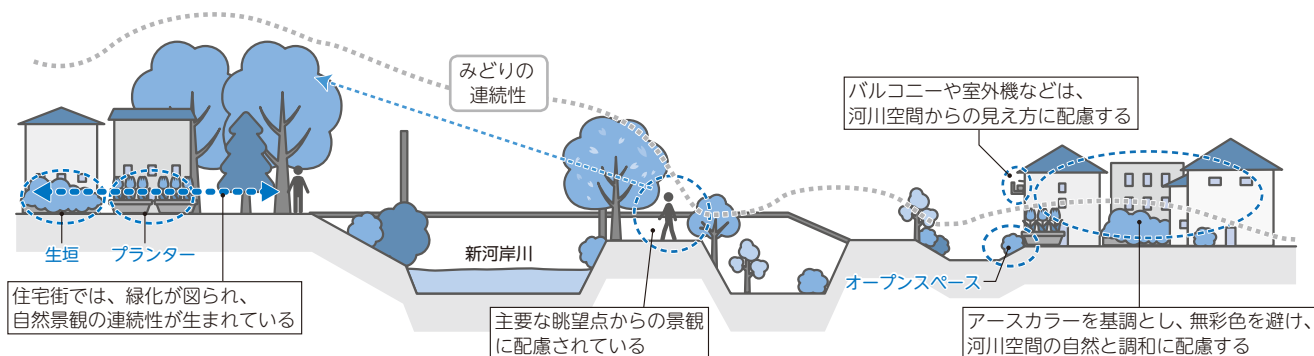 みどりの
連続性
バルコニーや室外機などは、
河川空間からの見え方に配慮する
生垣
プランター
新河岸川
オープンスペース
住宅街では、緑化が図られ、
自然景観の連続性が生まれている
主要な眺望点からの景観
に配慮されている
アースカラーを基調とし、無彩色を避け、
河川空間の自然と調和に配慮する